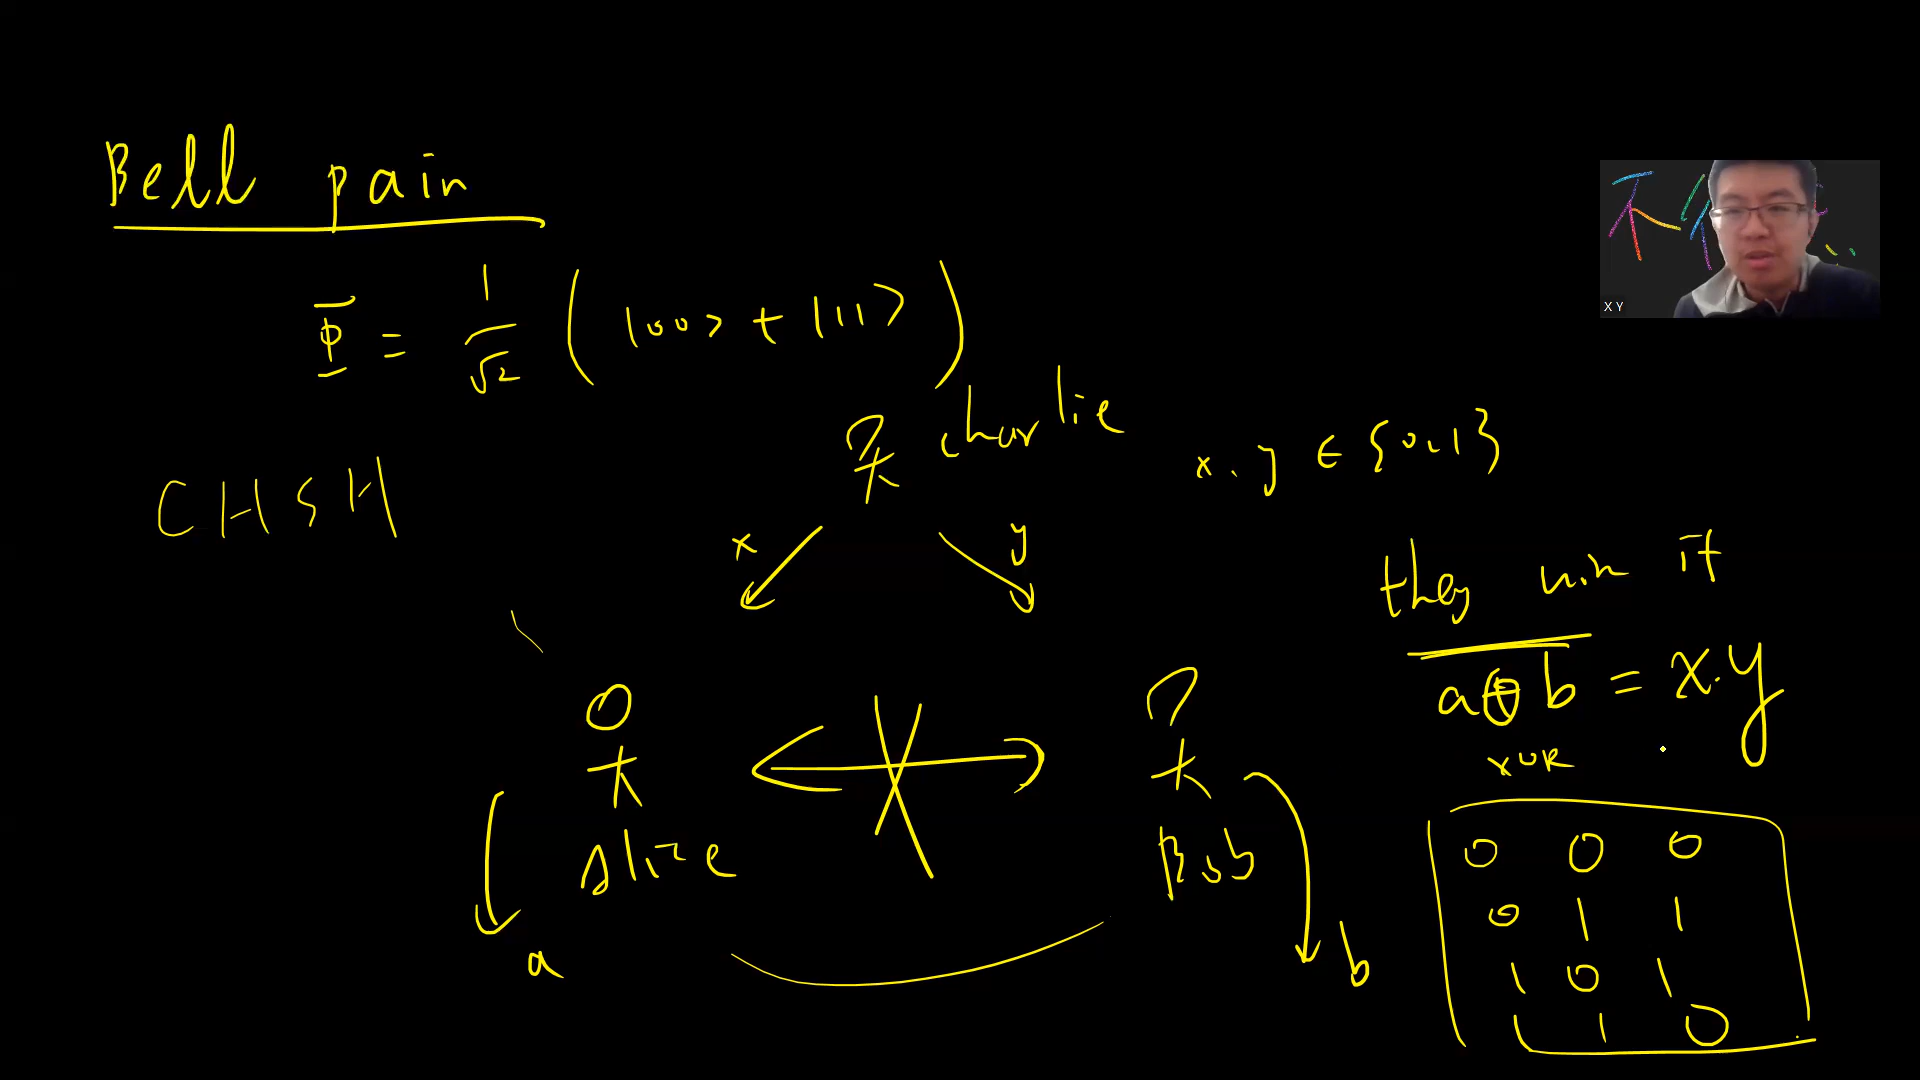 Bell pair
Φ = 1/√2 (|00> + |11>)
charlie
x, y ∈ {0,1}
CHSH
x
y
they win if
a⊕b = x.y
XOR
X Y
Alice
Bob
a
b
0 0 0
0 1 1
1 0 1
1 1 0